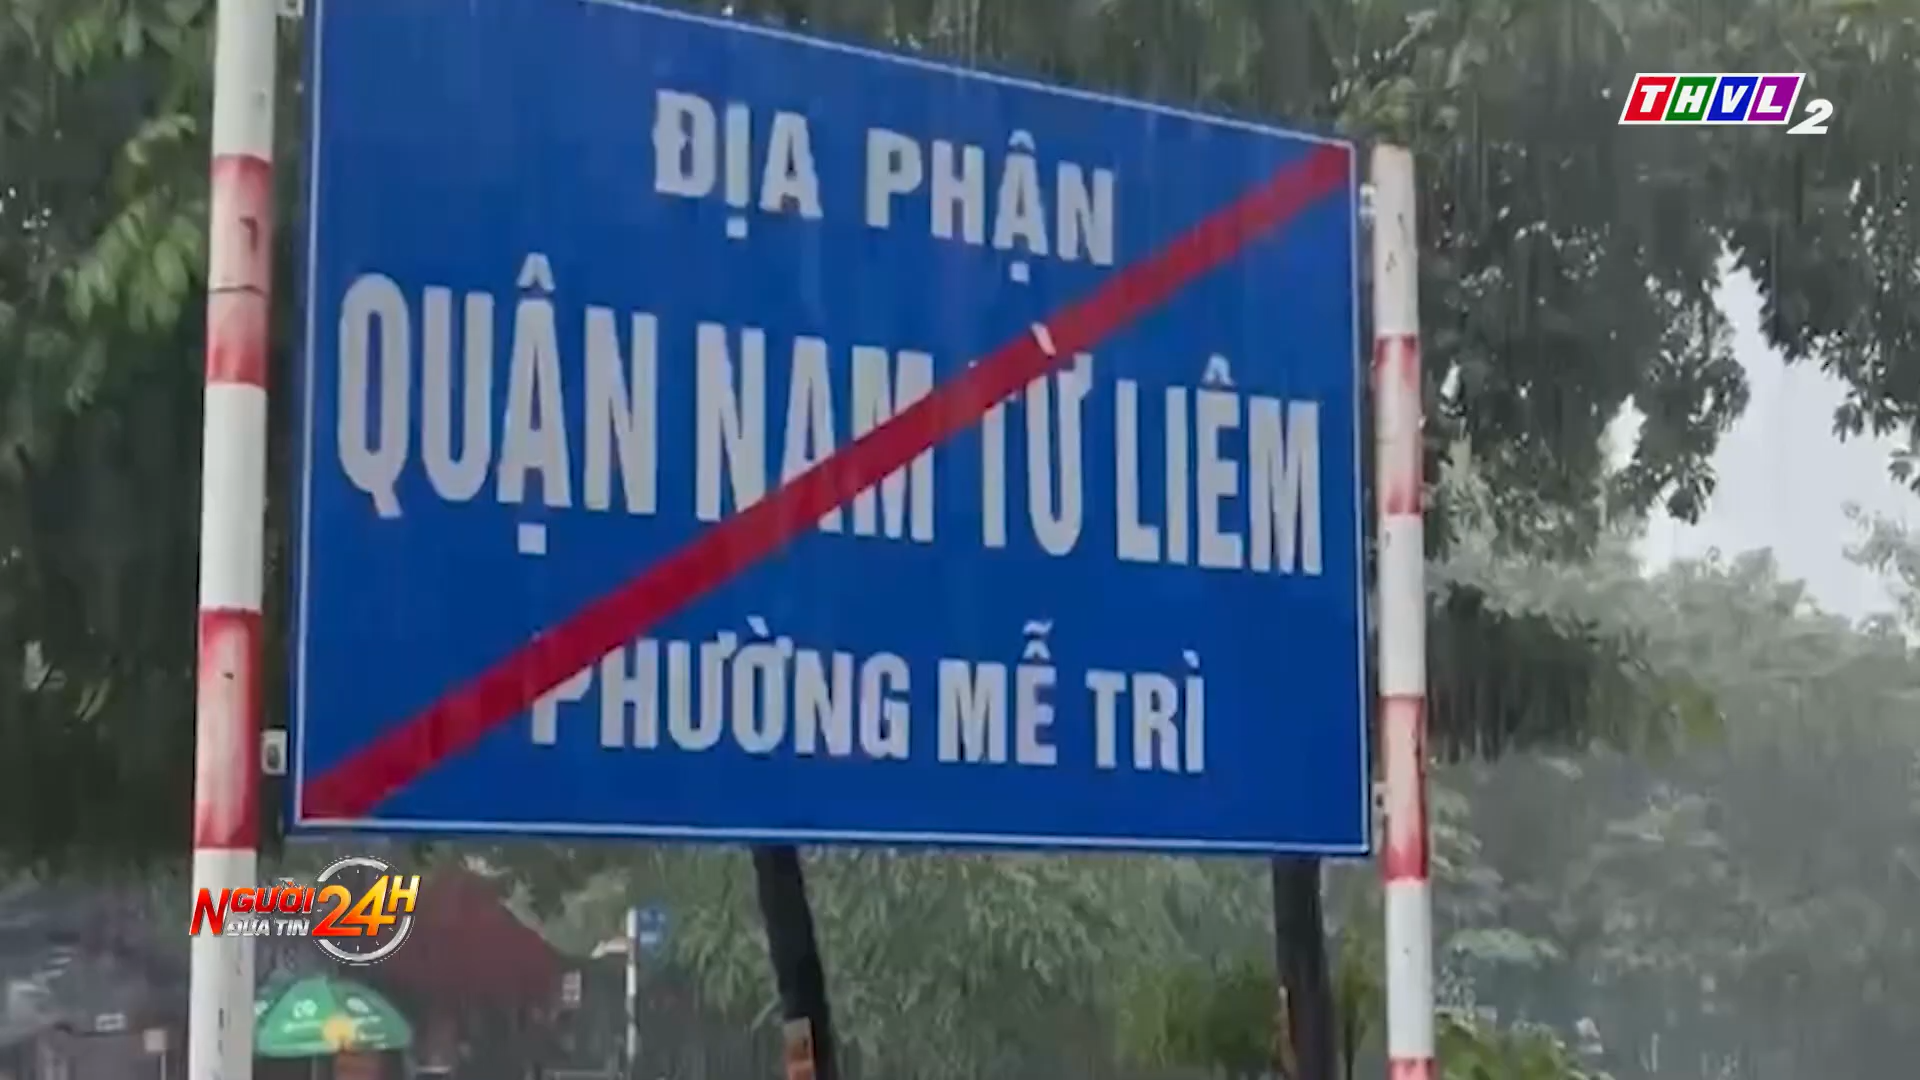 THVL2
ĐỊA PHẬN
QUẬN NAM TỪ LIÊM
PHƯỜNG MỄ TRÌ
NGƯỜI
ĐƯA TIN
24H